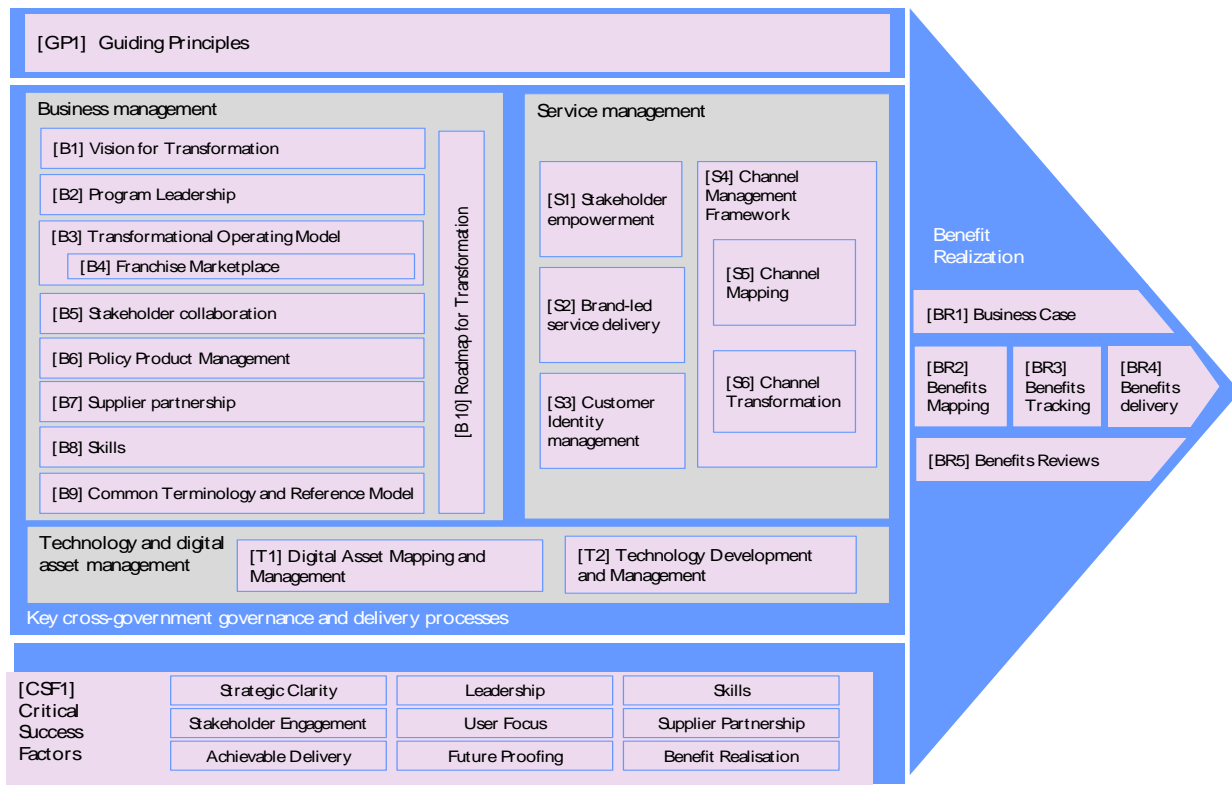 [GP1] Guiding Principles
Business management
[B1] Vision for Transformation
[B2] Program Leadership
[B3] Transformational Operating Model
[B4] Franchise Marketplace
[B5] Stakeholder collaboration
[B6] Policy Product Management
[B7] Supplier partnership
[B8] Skills
[B9] Common Terminology and Reference Model
[B10] Roadmap for Transformation
Service management
[S1] Stakeholder
empowerment
[S2] Brand-led
service delivery
[S3] Customer
Identity
management
[S4] Channel
Management
Framework
[S5] Channel
Mapping
[S6] Channel
Transformation
Technology and digital
asset management
[T1] Digital Asset Mapping and
Management
[T2] Technology Development
and Management
Key cross-government governance and delivery processes
Benefit
Realization
[BR1] Business Case
[BR2]
Benefits
Mapping
[BR3]
Benefits
Tracking
[BR4]
Benefits
delivery
[BR5] Benefits Reviews
[CSF1]
Critical
Success
Factors
Strategic Clarity
Leadership
Skills
Stakeholder Engagement
User Focus
Supplier Partnership
Achievable Delivery
Future Proofing
Benefit Realisation